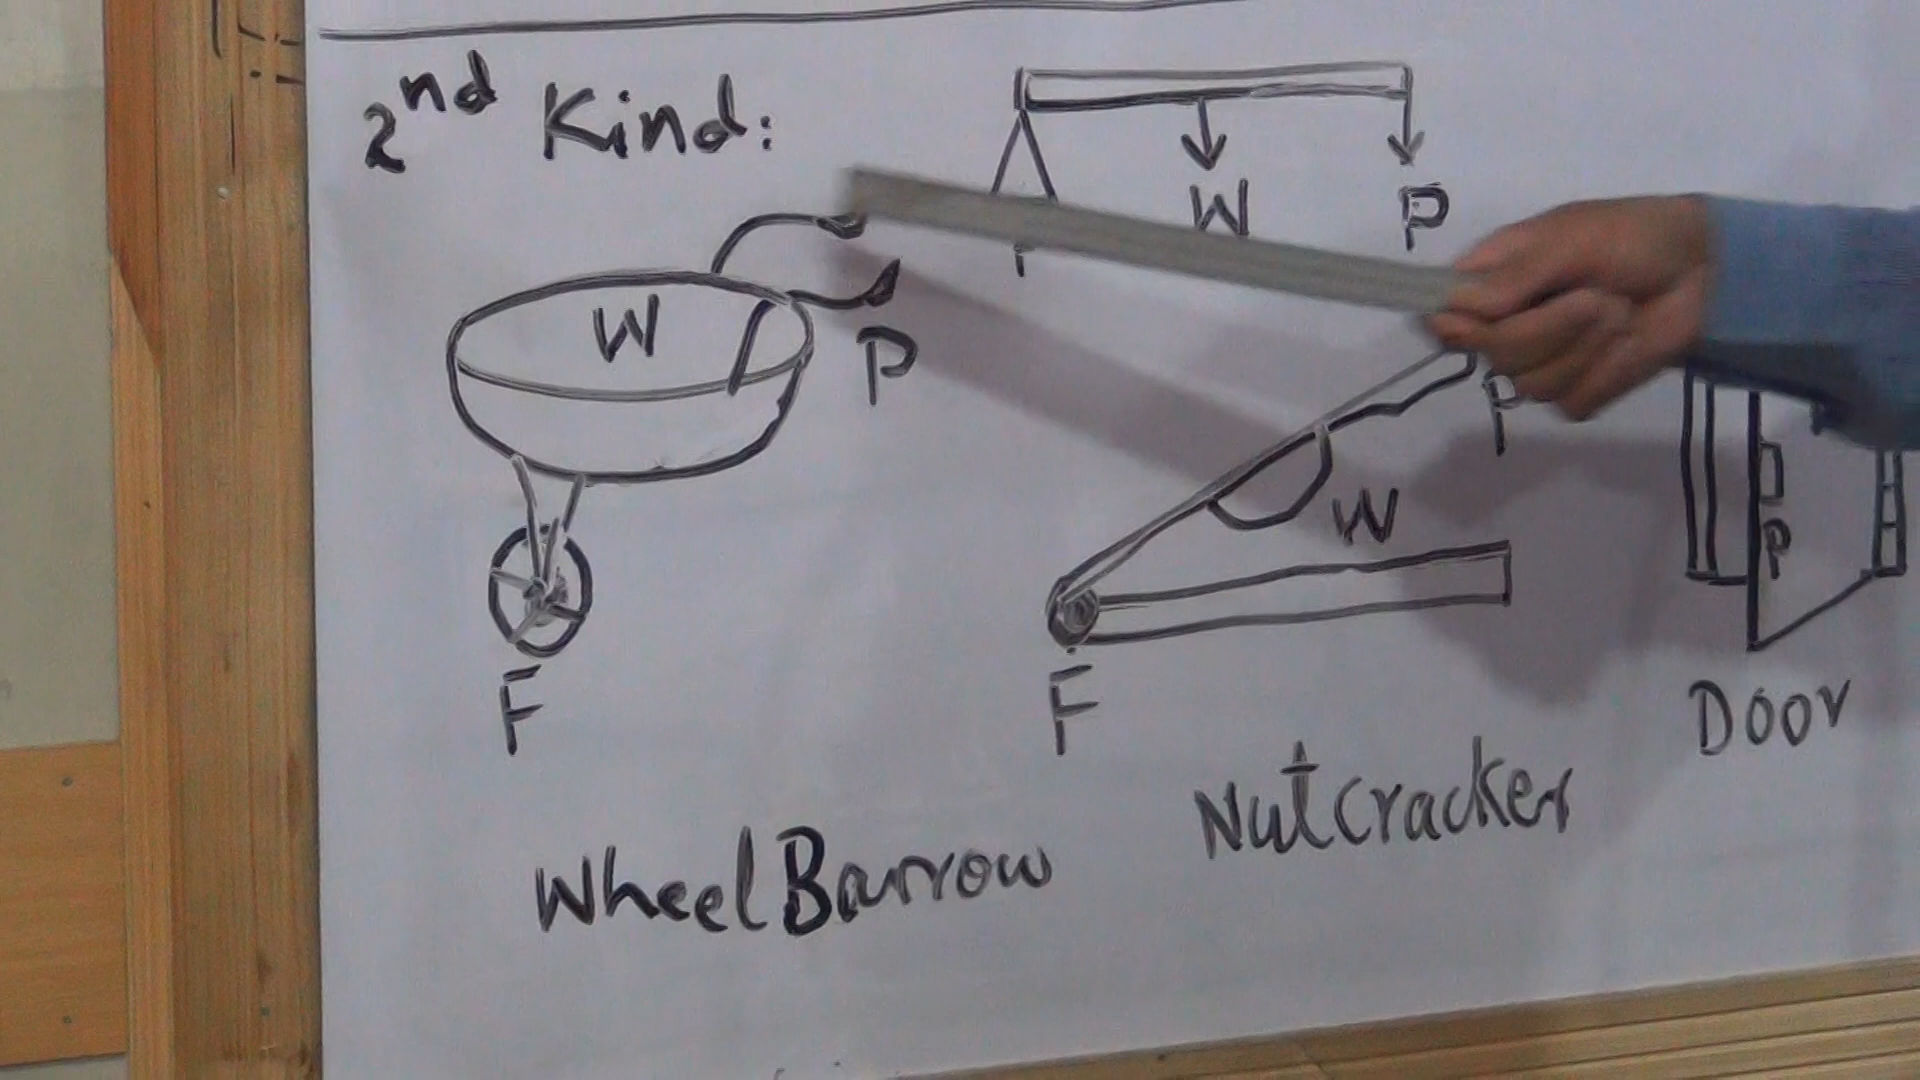 2nd Kind:
W P
W
P
P
W
P
F
F
Door
Nutcracker
WheelBarrow